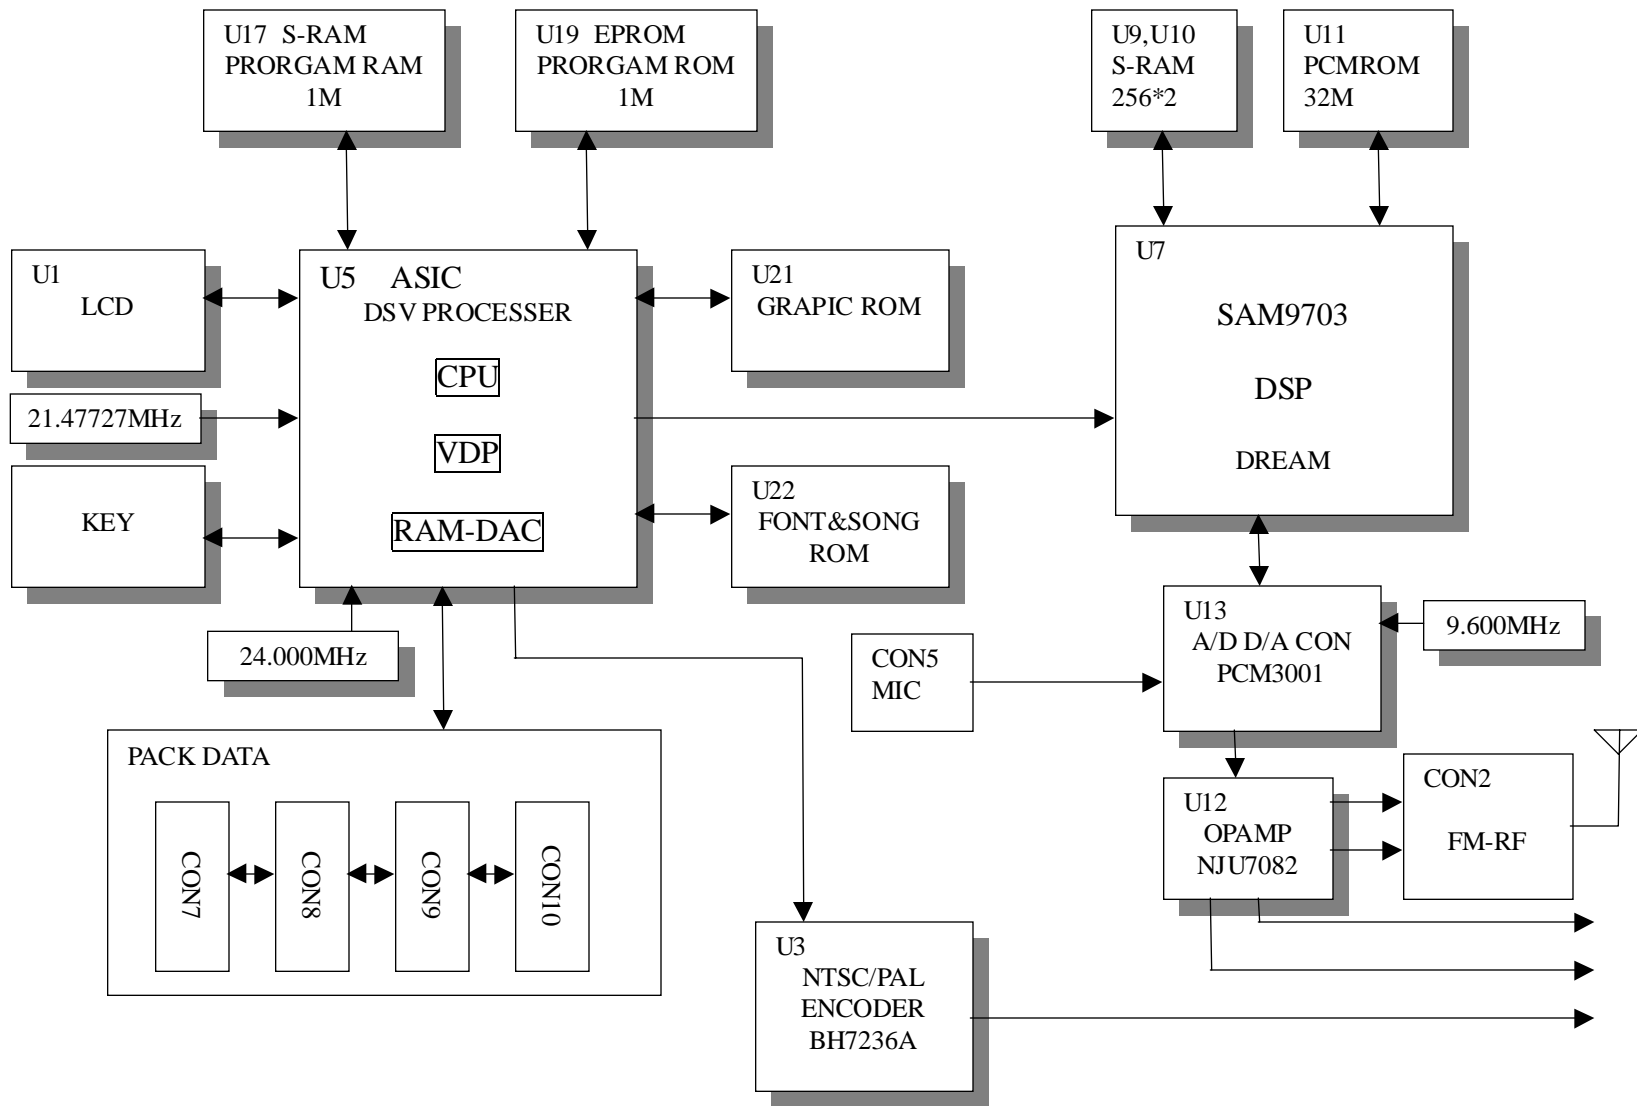 U17 S-RAM
PRORGAM RAM
1M
U19 EPROM
PRORGAM ROM
1M
U9,U10
S-RAM
256*2
U11
PCMROM
32M
U1
LCD
U5 ASIC
DSV PROCESSER
CPU
VDP
RAM-DAC
U21
GRAPIC ROM
U7
SAM9703
DSP
DREAM
21.47727MHz
KEY
U22
FONT&SONG
ROM
24.000MHz
CON5
MIC
U13
A/D D/A CON
PCM3001
9.600MHz
PACK DATA
CON7
CON8
CON9
CON10
U12
OPAMP
NJU7082
CON2
FM-RF
U3
NTSC/PAL
ENCODER
BH7236A